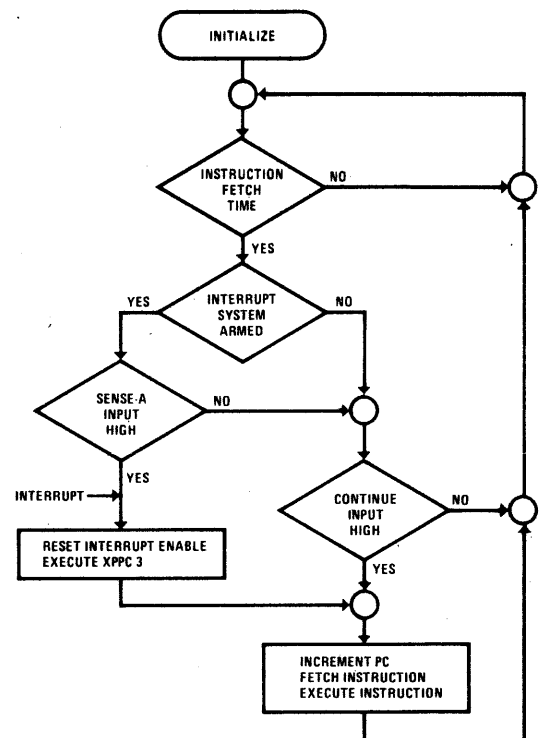 INITIALIZE
INSTRUCTION
FETCH
TIME
NO
YES
YES
INTERRUPT
SYSTEM
ARMED
NO
SENSE-A
INPUT
HIGH
NO
YES
INTERRUPT
CONTINUE
INPUT
HIGH
NO
YES
RESET INTERRUPT ENABLE
EXECUTE XPPC 3
INCREMENT PC
FETCH INSTRUCTION
EXECUTE INSTRUCTION